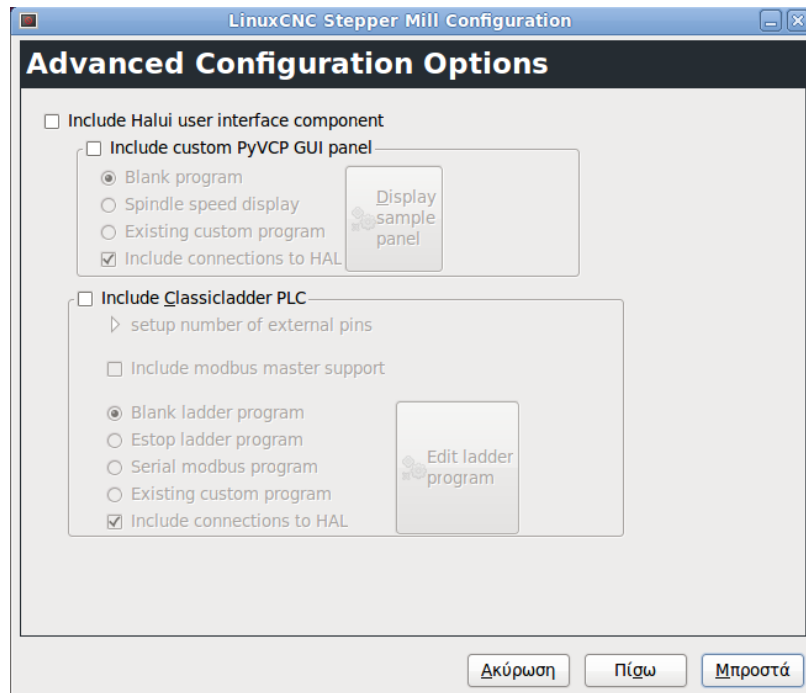 LinuxCNC Stepper Mill Configuration
Advanced Configuration Options
Include Halui user interface component
Include custom PyVCP GUI panel
Blank program
Spindle speed display
Existing custom program
Include connections to HAL
Display
sample
panel
Include Classicladder PLC
setup number of external pins
Include modbus master support
Blank ladder program
Estop ladder program
Serial modbus program
Existing custom program
Include connections to HAL
Edit ladder
program
Ακύρωση Πίσω Μπροστά